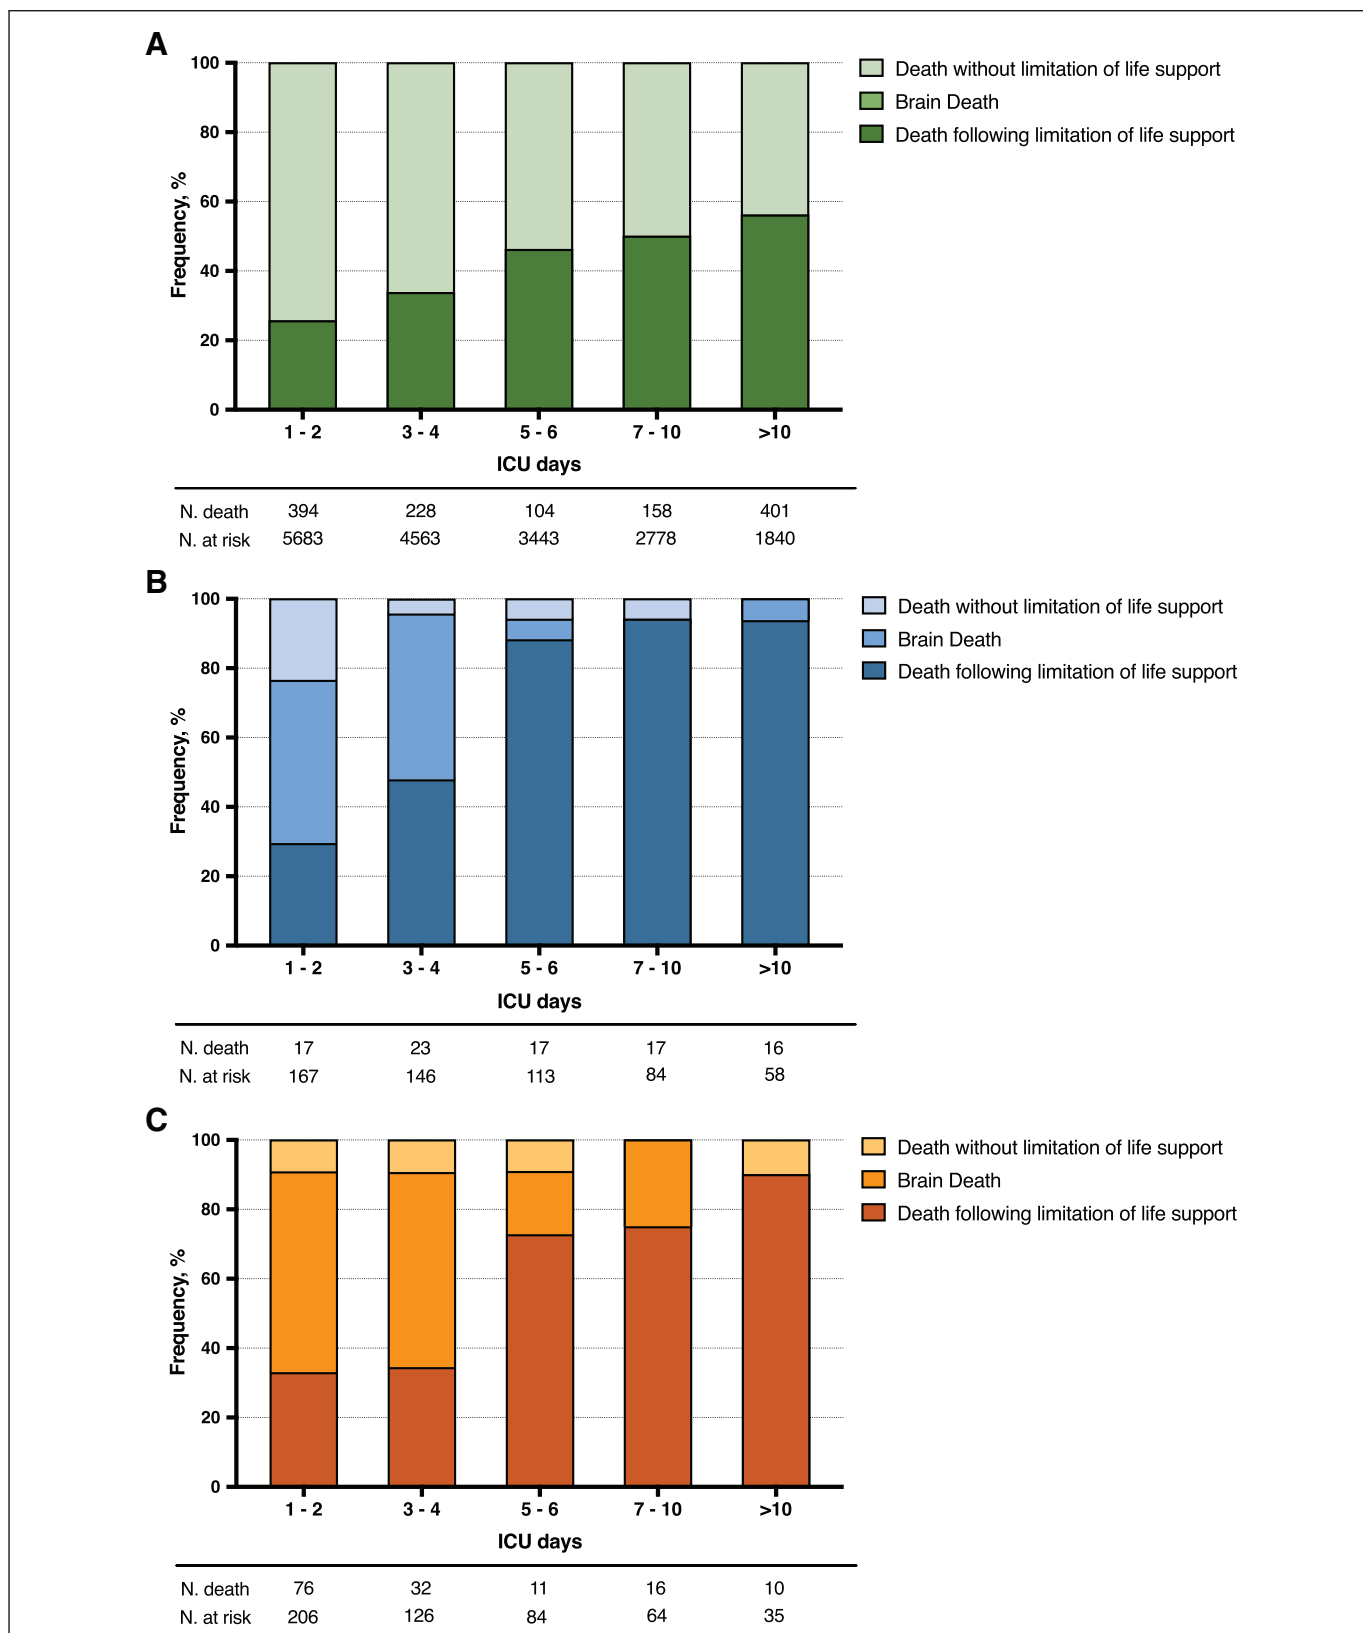 A
100
80
60
40
20
0
Frequency, %
1 - 2 3 - 4 5 - 6 7 - 10 >10
ICU days
Death without limitation of life support
Brain Death
Death following limitation of life support
N. death 394 228 104 158 401
N. at risk 5683 4563 3443 2778 1840
B
100
80
60
40
20
0
Frequency, %
1 - 2 3 - 4 5 - 6 7 - 10 >10
ICU days
Death without limitation of life support
Brain Death
Death following limitation of life support
N. death 17 23 17 17 16
N. at risk 167 146 113 84 58
C
100
80
60
40
20
0
Frequency, %
1 - 2 3 - 4 5 - 6 7 - 10 >10
ICU days
Death without limitation of life support
Brain Death
Death following limitation of life support
N. death 76 32 11 16 10
N. at risk 206 126 84 64 35